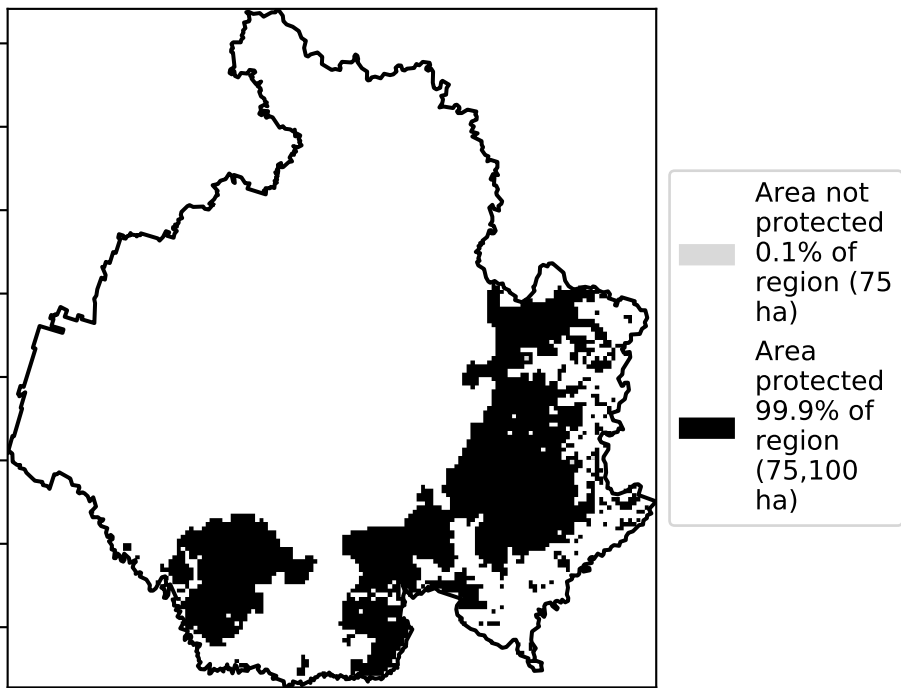 Area not
protected
0.1% of
region (75
ha)
Area
protected
99.9% of
region
(75,100
ha)